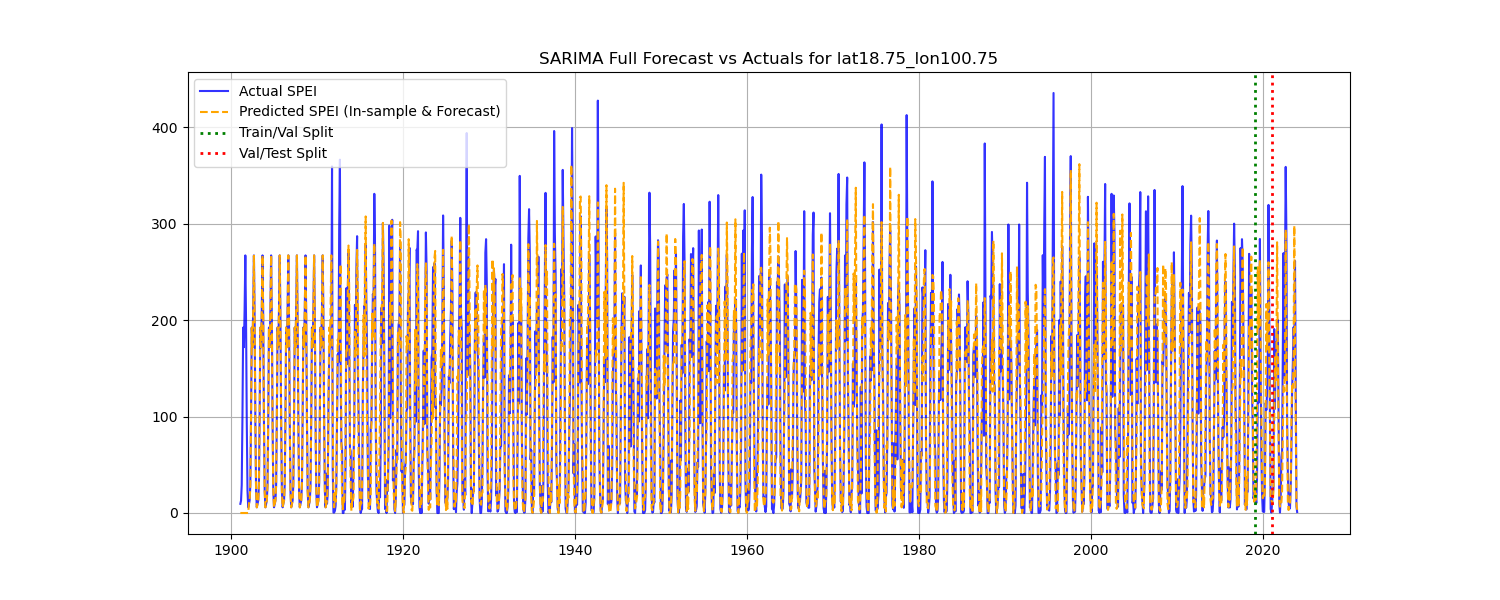 SARIMA Full Forecast vs Actuals for lat18.75_lon100.75
Actual SPEI
Predicted SPEI (In-sample & Forecast)
Train/Val Split
Val/Test Split
400
300
200
100
0
1900 1920 1940 1960 1980 2000 2020